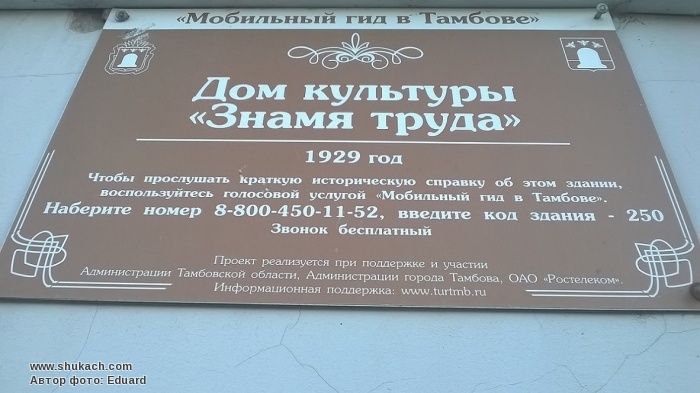 «Мобильный гид в Тамбове»
Дом культуры
«Знамя труда»
1929 год
Чтобы прослушать краткую историческую справку об этом здании,
воспользуйтесь голосовой услугой «Мобильный гид в Тамбове».
Наберите номер 8-800-450-11-52, введите код здания - 250
Звонок бесплатный
Проект реализуется при поддержке и участии
Администрации Тамбовской области, Администрации города Тамбова, ОАО «Ростелеком».
Информационная поддержка: www.turtmb.ru
www.shukach.com
Автор фото: Eduard